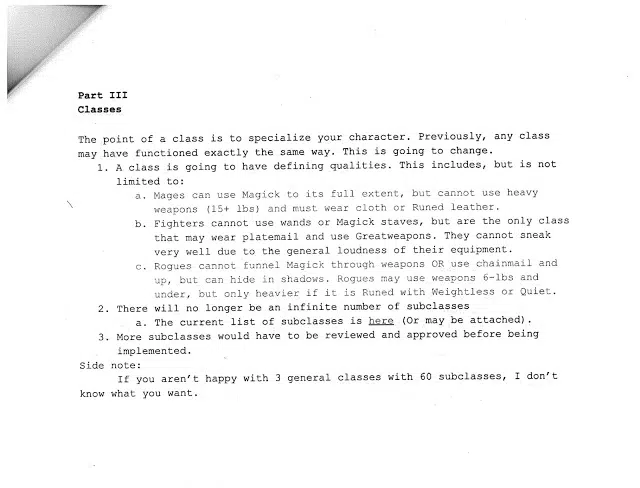 Part III
Classes
The point of a class is to specialize your character. Previously, any class
may have functioned exactly the same way. This is going to change.
1. A class is going to have defining qualities. This includes, but is not
limited to:
a. Mages can use Magick to its full extent, but cannot use heavy
weapons (15+ lbs) and must wear cloth or Runed leather.
b. Fighters cannot use wands or Magick staves, but are the only class
that may wear platemail and use Greatweapons. They cannot sneak
very well due to the general loudness of their equipment.
c. Rogues cannot funnel Magick through weapons OR use chainmail and
up, but can hide in shadows. Rogues may use weapons 6-lbs and
under, but only heavier if it is Runed with Weightless or Quiet.
2. There will no longer be an infinite number of subclasses
a. The current list of subclasses is here (Or may be attached).
3. More subclasses would have to be reviewed and approved before being
implemented.
Side note:
If you aren't happy with 3 general classes with 60 subclasses, I don't
know what you want.